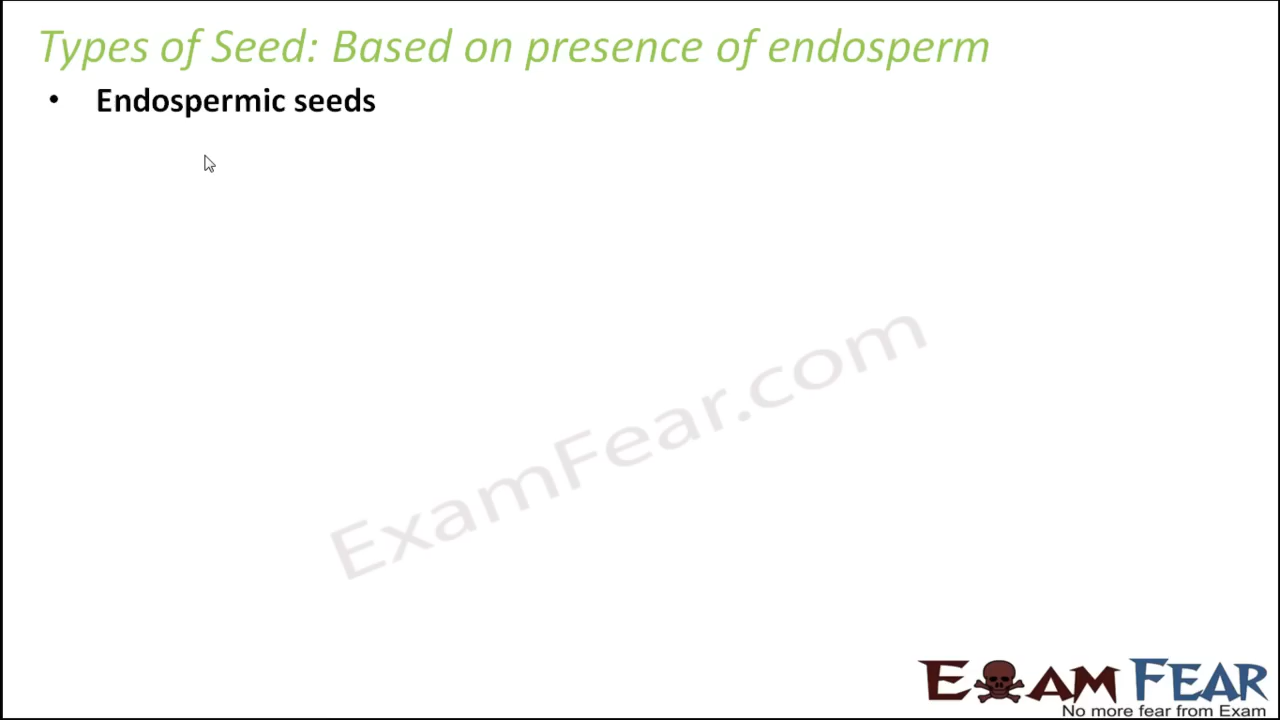 Types of Seed: Based on presence of endosperm
• Endospermic seeds
ExamFear.com
EXAM FEAR
No more fear from Exam